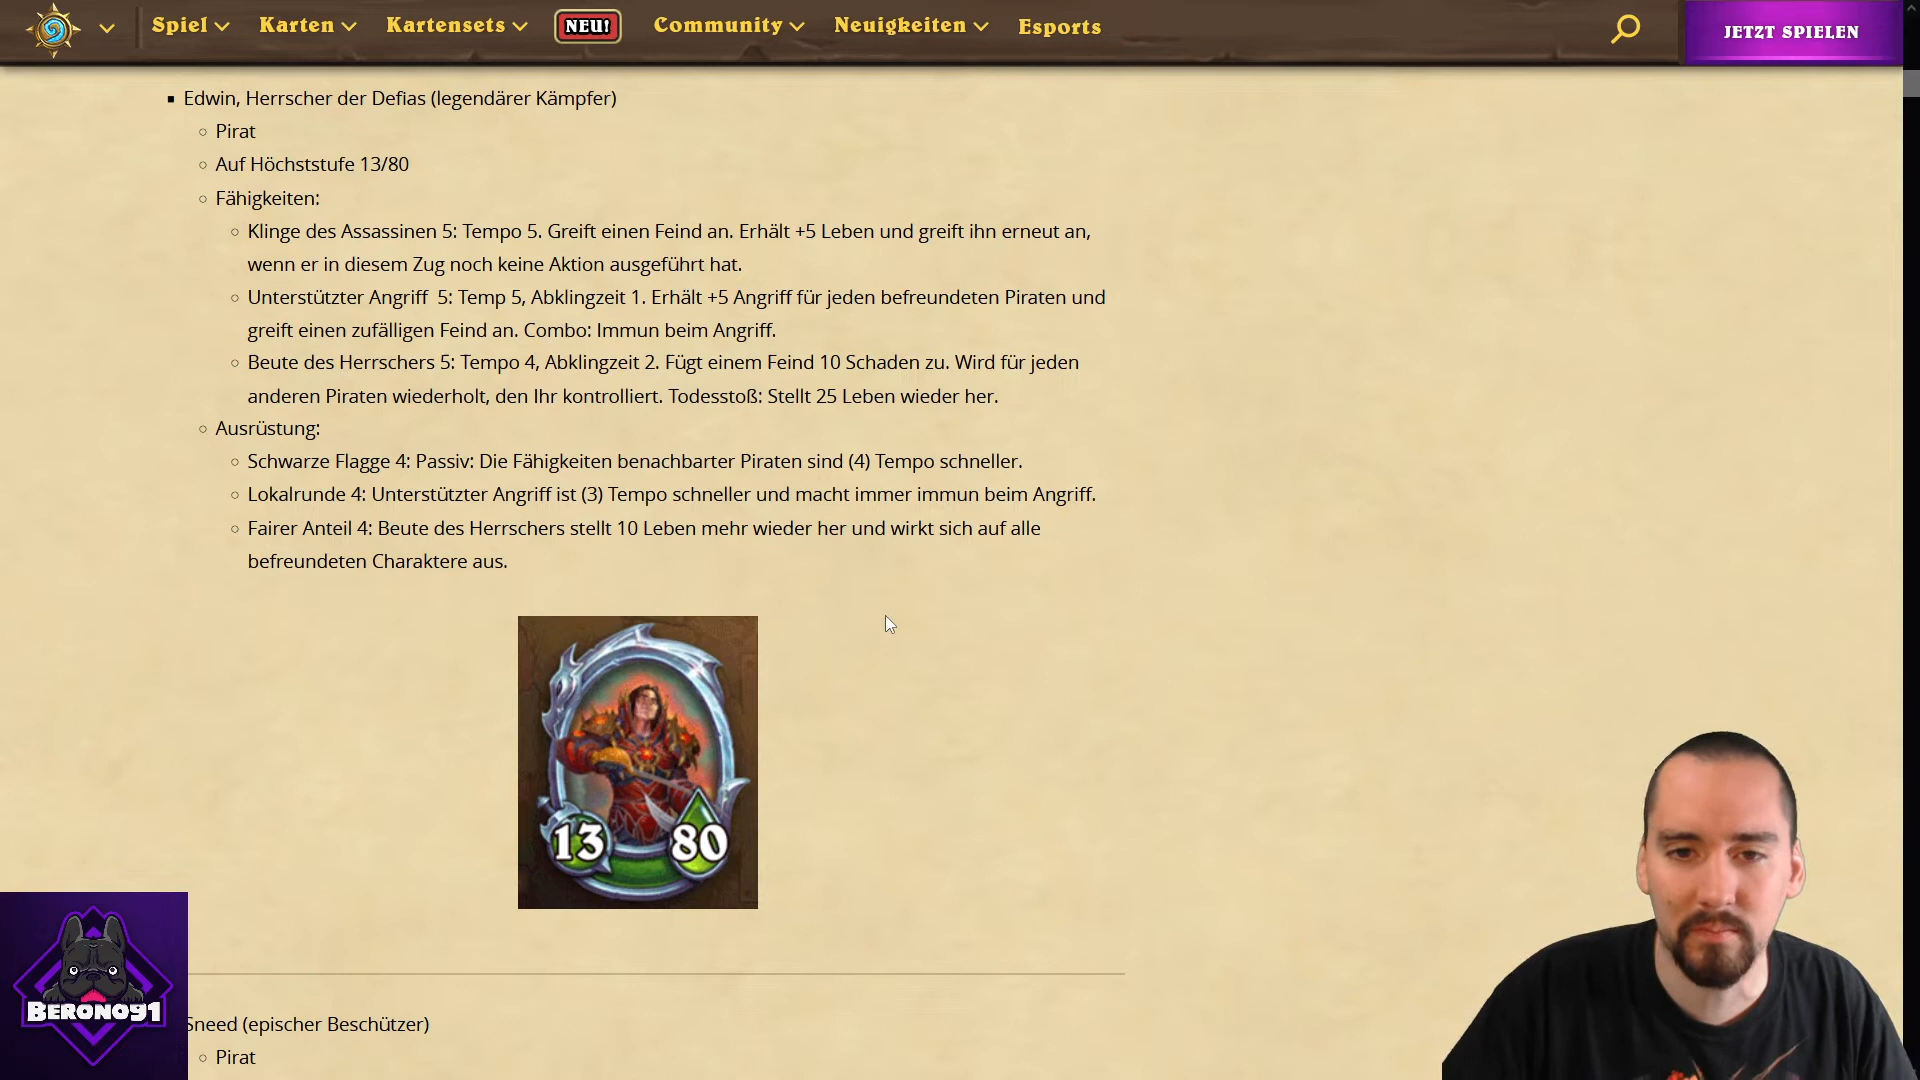 Spiel Karten Kartensets NEU! Community Neuigkeiten Esports JETZT SPIELEN
Edwin, Herrscher der Defias (legendärer Kämpfer)
Pirat
Auf Höchststufe 13/80
Fähigkeiten:
Klinge des Assassinen 5: Tempo 5. Greift einen Feind an. Erhält +5 Leben und greift ihn erneut an,
wenn er in diesem Zug noch keine Aktion ausgeführt hat.
Unterstützter Angriff 5: Temp 5, Abklingzeit 1. Erhält +5 Angriff für jeden befreundeten Piraten und
greift einen zufälligen Feind an. Combo: Immun beim Angriff.
Beute des Herrschers 5: Tempo 4, Abklingzeit 2. Fügt einem Feind 10 Schaden zu. Wird für jeden
anderen Piraten wiederholt, den Ihr kontrolliert. Todesstoß: Stellt 25 Leben wieder her.
Ausrüstung:
Schwarze Flagge 4: Passiv: Die Fähigkeiten benachbarter Piraten sind (4) Tempo schneller.
Lokalrunde 4: Unterstützter Angriff ist (3) Tempo schneller und macht immer immun beim Angriff.
Fairer Anteil 4: Beute des Herrschers stellt 10 Leben mehr wieder her und wirkt sich auf alle
befreundeten Charaktere aus.
13 80
BERONO91
Sneed (epischer Beschützer)
Pirat